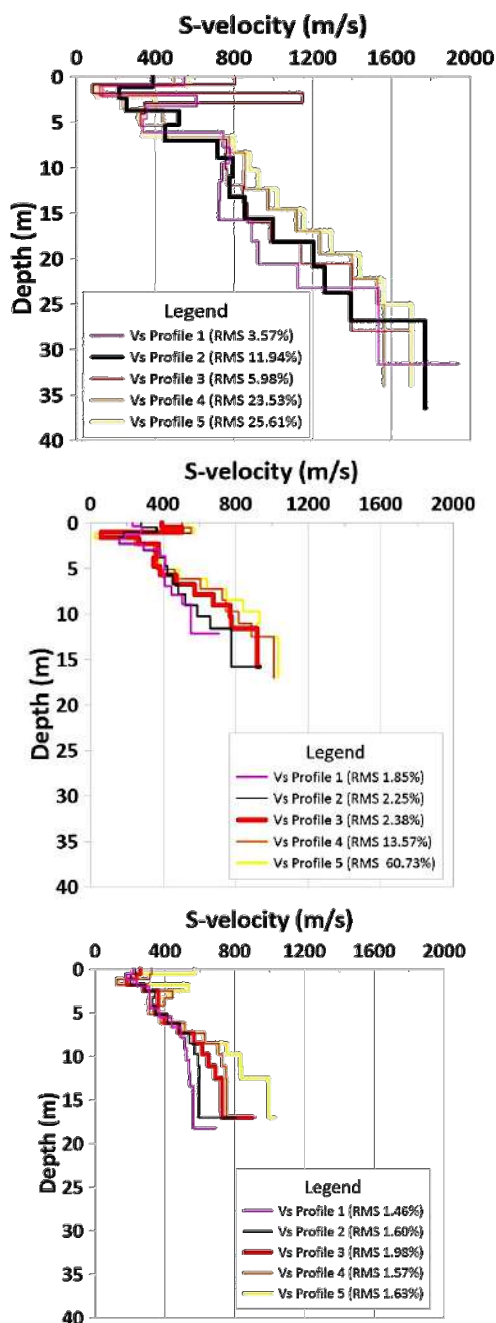 S-velocity (m/s)
0 400 800 1200 1600 2000
0
5
10
15
20
25
30
35
40
Depth (m)
Legend
Vs Profile 1 (RMS 3.57%)
Vs Profile 2 (RMS 11.94%)
Vs Profile 3 (RMS 5.98%)
Vs Profile 4 (RMS 23.53%)
Vs Profile 5 (RMS 25.61%)
S-velocity (m/s)
0 400 800 1200 1600 2000
0
5
10
15
20
25
30
35
40
Depth (m)
Legend
Vs Profile 1 (RMS 1.85%)
Vs Profile 2 (RMS 2.25%)
Vs Profile 3 (RMS 2.38%)
Vs Profile 4 (RMS 13.57%)
Vs Profile 5 (RMS 60.73%)
S-velocity (m/s)
0 400 800 1200 1600 2000
0
5
10
15
20
25
30
35
40
Depth (m)
Legend
Vs Profile 1 (RMS 1.46%)
Vs Profile 2 (RMS 1.60%)
Vs Profile 3 (RMS 1.98%)
Vs Profile 4 (RMS 1.57%)
Vs Profile 5 (RMS 1.63%)